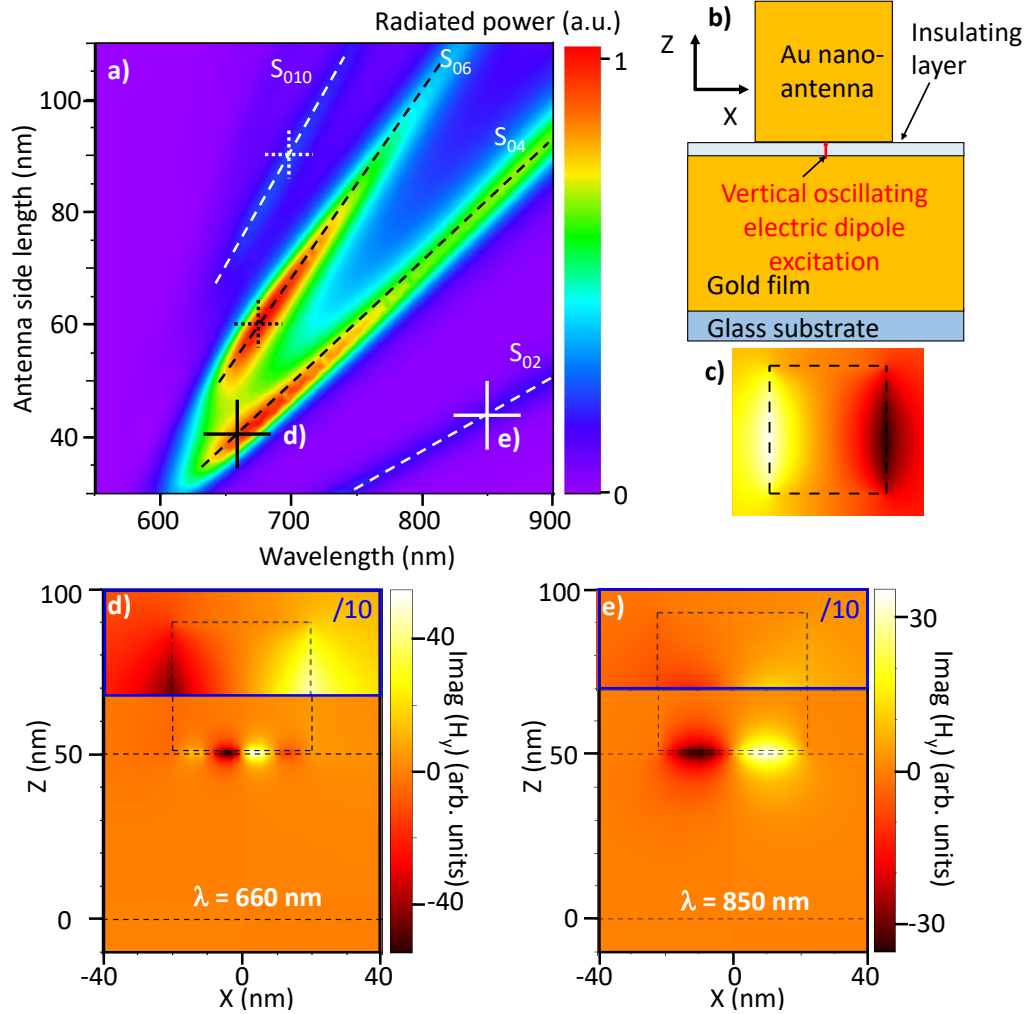 Radiated power (a.u.)
a)
S010
S06
S04
S02
d)
e)
Antenna side length (nm)
100
80
60
40
600
700
800
900
Wavelength (nm)
1
0
b)
Z
X
Au nano-
antenna
Insulating
layer
Vertical oscillating
electric dipole
excitation
Gold film
Glass substrate
c)
d)
/10
100
50
0
Z (nm)
λ = 660 nm
-40
0
40
X (nm)
40
0
-40
Imag (Hy) (arb. units)
e)
/10
100
50
0
Z (nm)
λ = 850 nm
-40
0
40
X (nm)
30
0
-30
Imag (Hy) (arb. units)